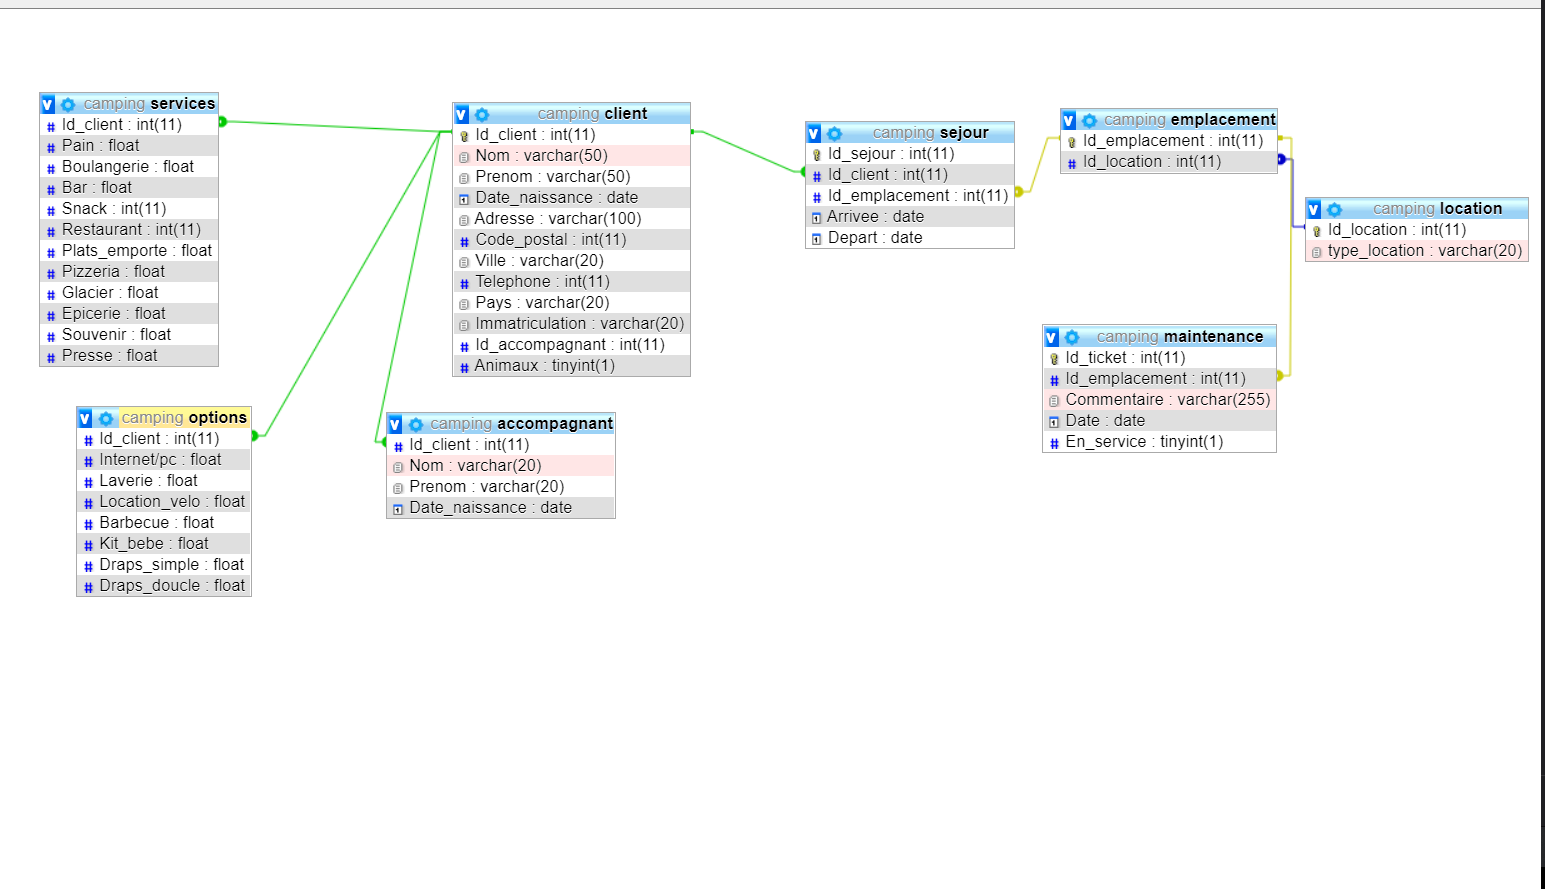 camping services
Id_client : int(11)
Pain : float
Boulangerie : float
Bar : float
Snack : int(11)
Restaurant : int(11)
Plats_emporte : float
Pizzeria : float
Glacier : float
Epicerie : float
Souvenir : float
Presse : float
camping client
Id_client : int(11)
Nom : varchar(50)
Prenom : varchar(50)
Date_naissance : date
Adresse : varchar(100)
Code_postal : int(11)
Ville : varchar(20)
Telephone : int(11)
Pays : varchar(20)
Immatriculation : varchar(20)
Id_accompagnant : int(11)
Animaux : tinyint(1)
camping sejour
Id_sejour : int(11)
Id_client : int(11)
Id_emplacement : int(11)
Arrivee : date
Depart : date
camping emplacement
Id_emplacement : int(11)
Id_location : int(11)
camping location
Id_location : int(11)
type_location : varchar(20)
camping maintenance
Id_ticket : int(11)
Id_emplacement : int(11)
Commentaire : varchar(255)
Date : date
En_service : tinyint(1)
camping options
Id_client : int(11)
Internet/pc : float
Laverie : float
Location_velo : float
Barbecue : float
Kit_bebe : float
Draps_simple : float
Draps_doucle : float
camping accompagnant
Id_client : int(11)
Nom : varchar(20)
Prenom : varchar(20)
Date_naissance : date